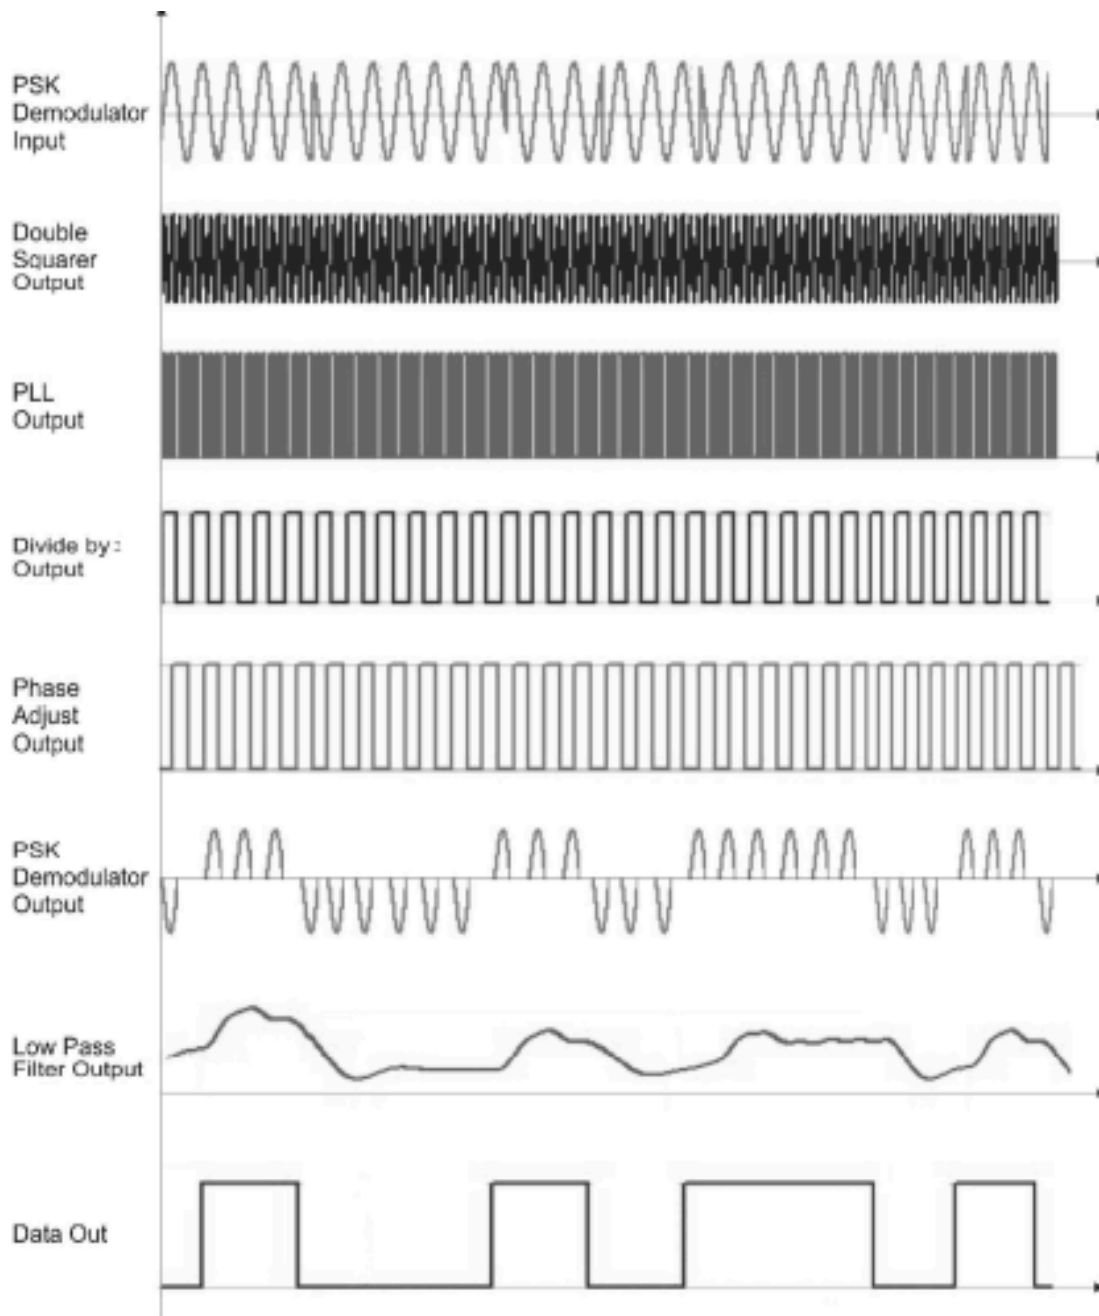 PSK
Demodulator
Input
Double
Squarer
Output
PLL
Output
Divide by
Output
Phase
Adjust
Output
PSK
Demodulator
Output
Low Pass
Filter Output
Data Out